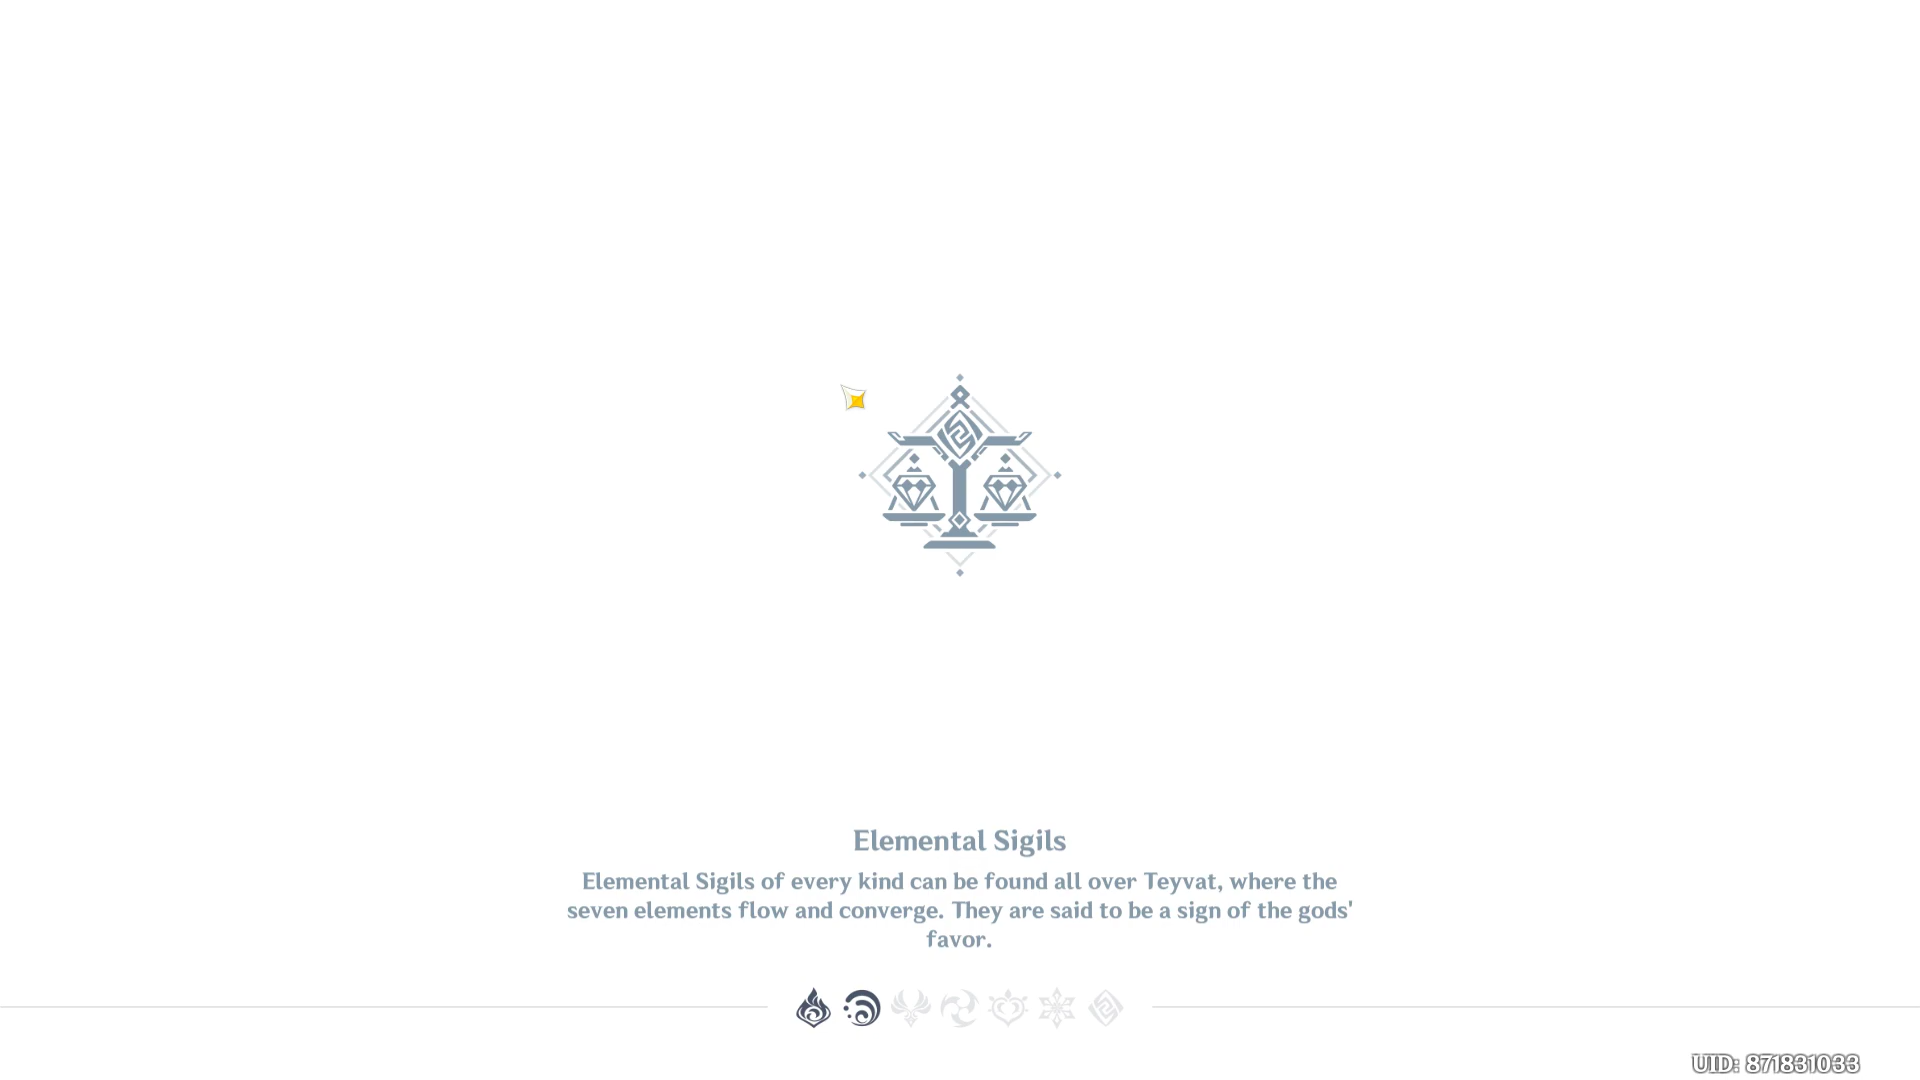 Elemental Sigils
Elemental Sigils of every kind can be found all over Teyvat, where the
seven elements flow and converge. They are said to be a sign of the gods'
favor.
UID: 871831033